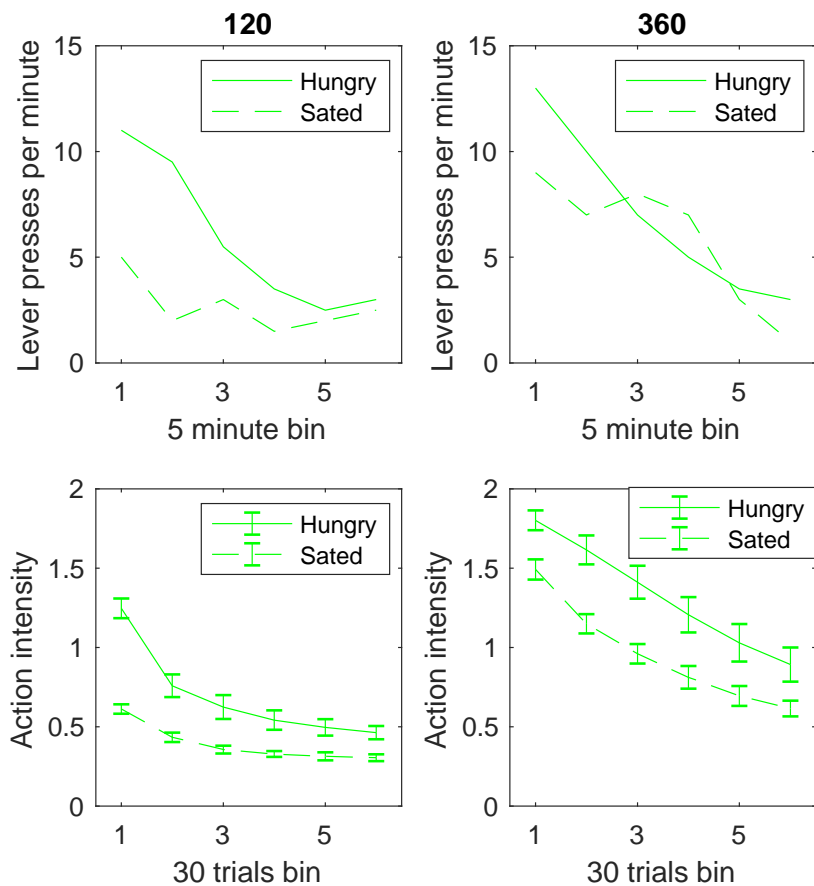 120
Lever presses per minute
15
10
5
0
Hungry
Sated
1
3
5
5 minute bin
360
Lever presses per minute
15
10
5
0
Hungry
Sated
1
3
5
5 minute bin
Action intensity
2
1.5
1
0.5
0
Hungry
Sated
1
3
5
30 trials bin
Action intensity
2
1.5
1
0.5
0
Hungry
Sated
1
3
5
30 trials bin